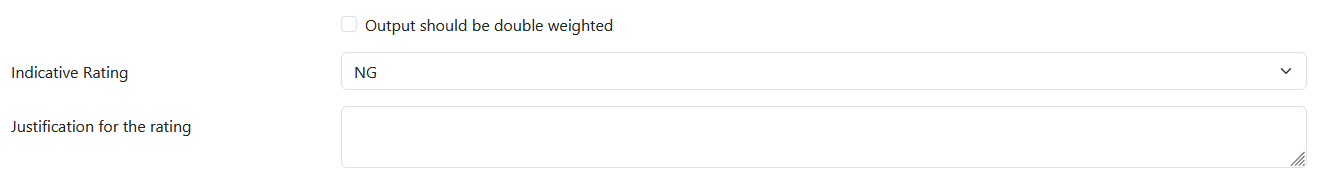 Output should be double weighted
Indicative Rating
NG
Justification for the rating